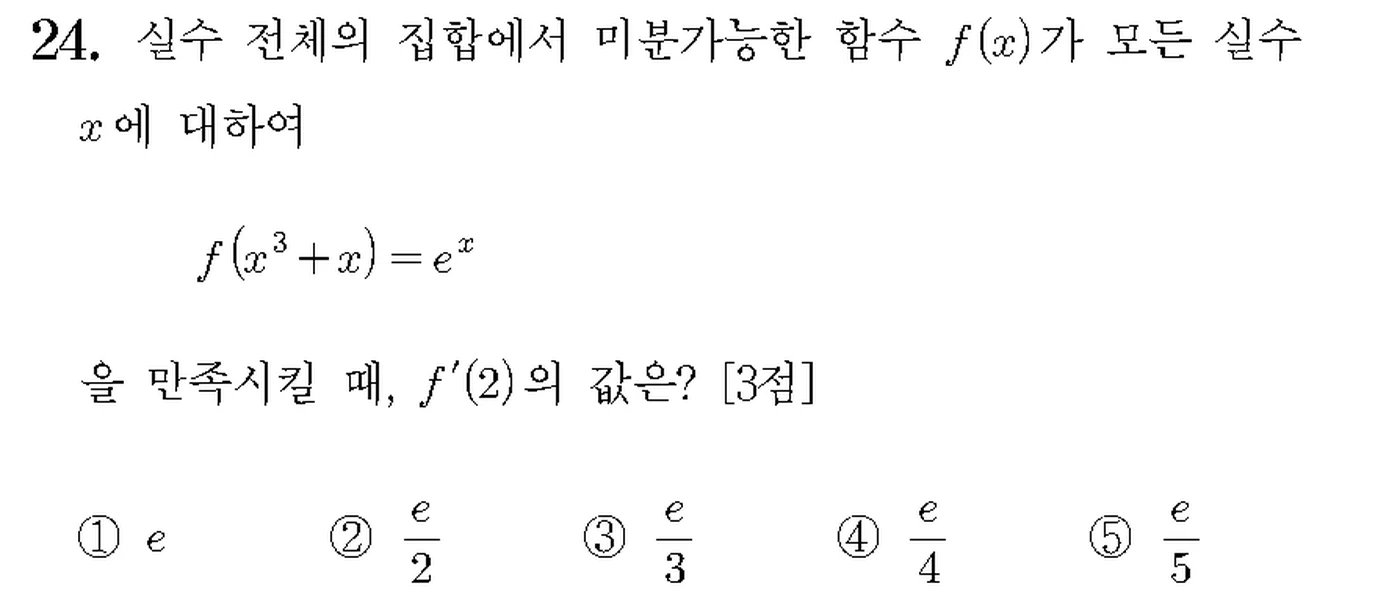 24. 실수 전체의 집합에서 미분가능한 함수 f(x)가 모든 실수
x에 대하여
f(x³+x)=eˣ
을 만족시킬 때, f′(2)의 값은? [3점]
① e ② e/2 ③ e/3 ④ e/4 ⑤ e/5